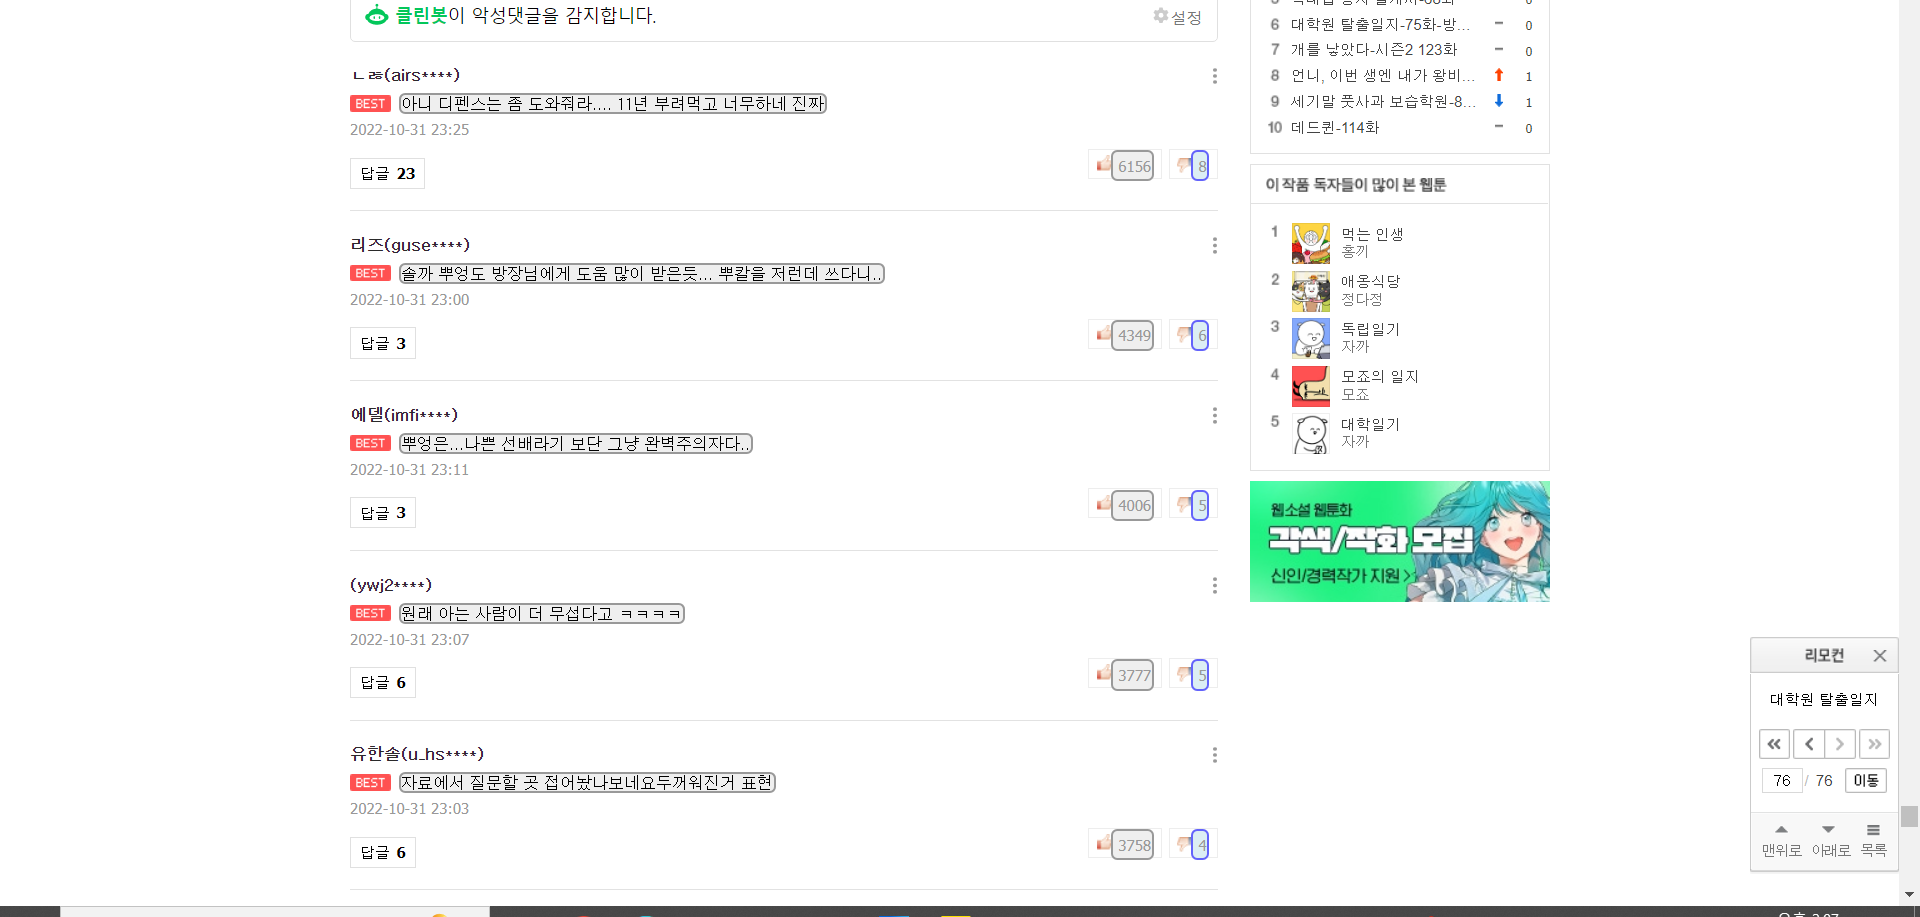 클린봇이 악성댓글을 감지합니다.
설정
ㄴㄻ(airs****)
BEST 아니 디펜스는 좀 도와줘라.... 11년 부려먹고 너무하네 진짜
2022-10-31 23:25
답글 23
6156
8
리즈(guse****)
BEST 솔까 뿌엉도 방장님에게 도움 많이 받은듯... 뿌칼을 저런데 쓰다니..
2022-10-31 23:00
답글 3
4349
6
에델(imfi****)
BEST 뿌엉은...나쁜 선배라기 보단 그냥 완벽주의자다..
2022-10-31 23:11
답글 3
4006
5
(ywj2****)
BEST 원래 아는 사람이 더 무섭다고 ㅋㅋㅋㅋ
2022-10-31 23:07
답글 6
3777
5
유한솔(u_hs****)
BEST 자료에서 질문할 곳 접어놨나보네요두꺼워진거 표현
2022-10-31 23:03
답글 6
3758
4
6 대학원 탈출일지-75화-방... 0
7 개를 낳았다-시즌2 123화 0
8 언니, 이번 생엔 내가 왕비... 1
9 세기말 풋사과 보습학원-8... 1
10 데드퀸-114화 0
이 작품 독자들이 많이 본 웹툰
1 먹는 인생
홍끼
2 애옹식당
정다정
3 독립일기
자까
4 모죠의 일지
모죠
5 대학일기
자까
웹소설 웹툰화
각색/작화 모집
신인/경력작가 지원 >
리모컨
대학원 탈출일지
76 / 76 이동
맨위로 아래로 목록